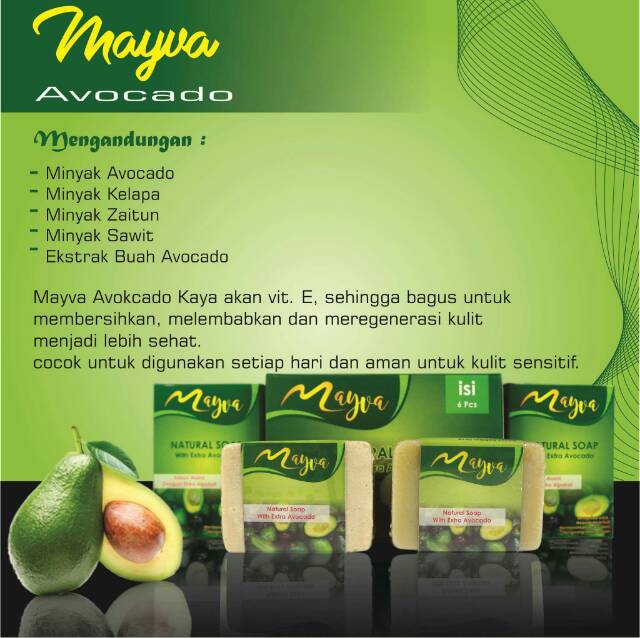 Mayva
Avocado
Mengandungan :
- Minyak Avocado
- Minyak Kelapa
- Minyak Zaitun
- Minyak Sawit
- Ekstrak Buah Avocado
Mayva Avokcado Kaya akan vit. E, sehingga bagus untuk
membersihkan, melembabkan dan meregenerasi kulit
menjadi lebih sehat.
cocok untuk digunakan setiap hari dan aman untuk kulit sensitif.
Mayva
NATURAL SOAP
With Extra Avoc
Mayva
isi
6 Pcs
Mayva
NATURAL SOAP
Extra Avocado
Mayva
Natural Soap
With Extra Avocado
Mayva
Natural Soap
With Extra Avocado